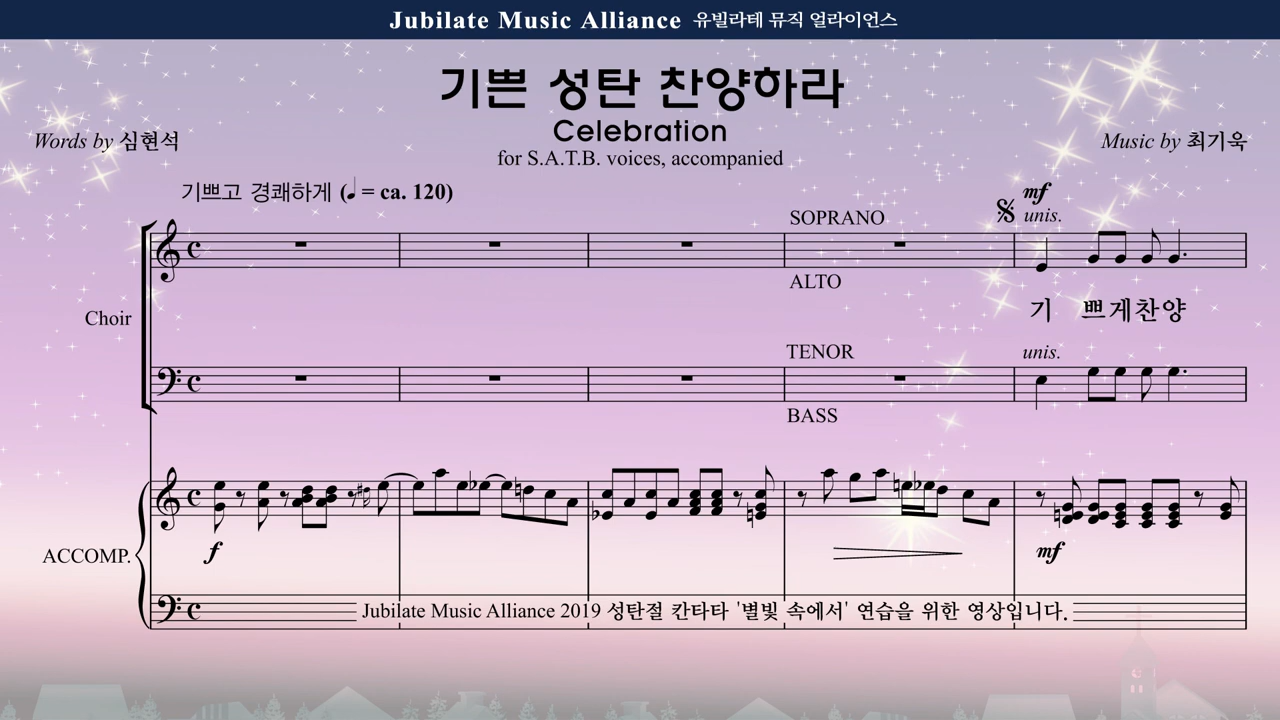 Jubilate Music Alliance 유빌라테 뮤직 얼라이언스
기쁜 성탄 찬양하라
Celebration
for S.A.T.B. voices, accompanied
Words by 심현석
Music by 최기욱
기쁘고 경쾌하게 (♩ = ca. 120)
mf
SOPRANO
unis.
ALTO
Choir
기 쁘게찬양
TENOR
unis.
BASS
f
mf
ACCOMP.
Jubilate Music Alliance 2019 성탄절 칸타타 '별빛 속에서' 연습을 위한 영상입니다.